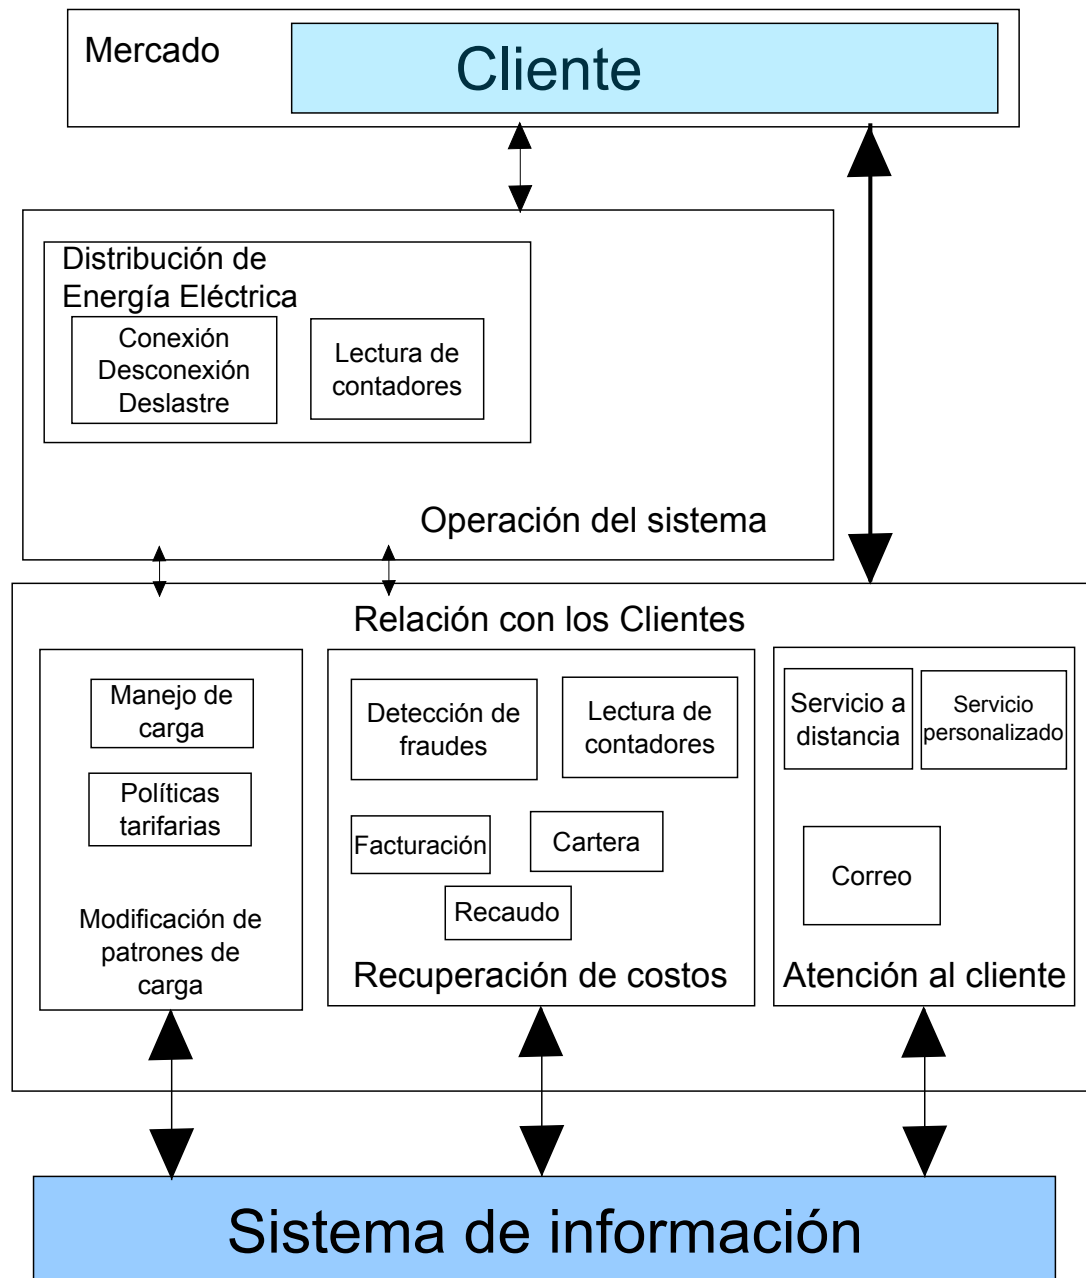 Mercado
Cliente
Distribución de
Energía Eléctrica
Conexión
Desconexión
Deslastre
Lectura de
contadores
Operación del sistema
Relación con los Clientes
Manejo de
carga
Políticas
tarifarias
Modificación de
patrones de
carga
Detección de
fraudes
Lectura de
contadores
Facturación
Cartera
Recaudo
Recuperación de costos
Servicio a
distancia
Servicio
personalizado
Correo
Atención al cliente
Sistema de información